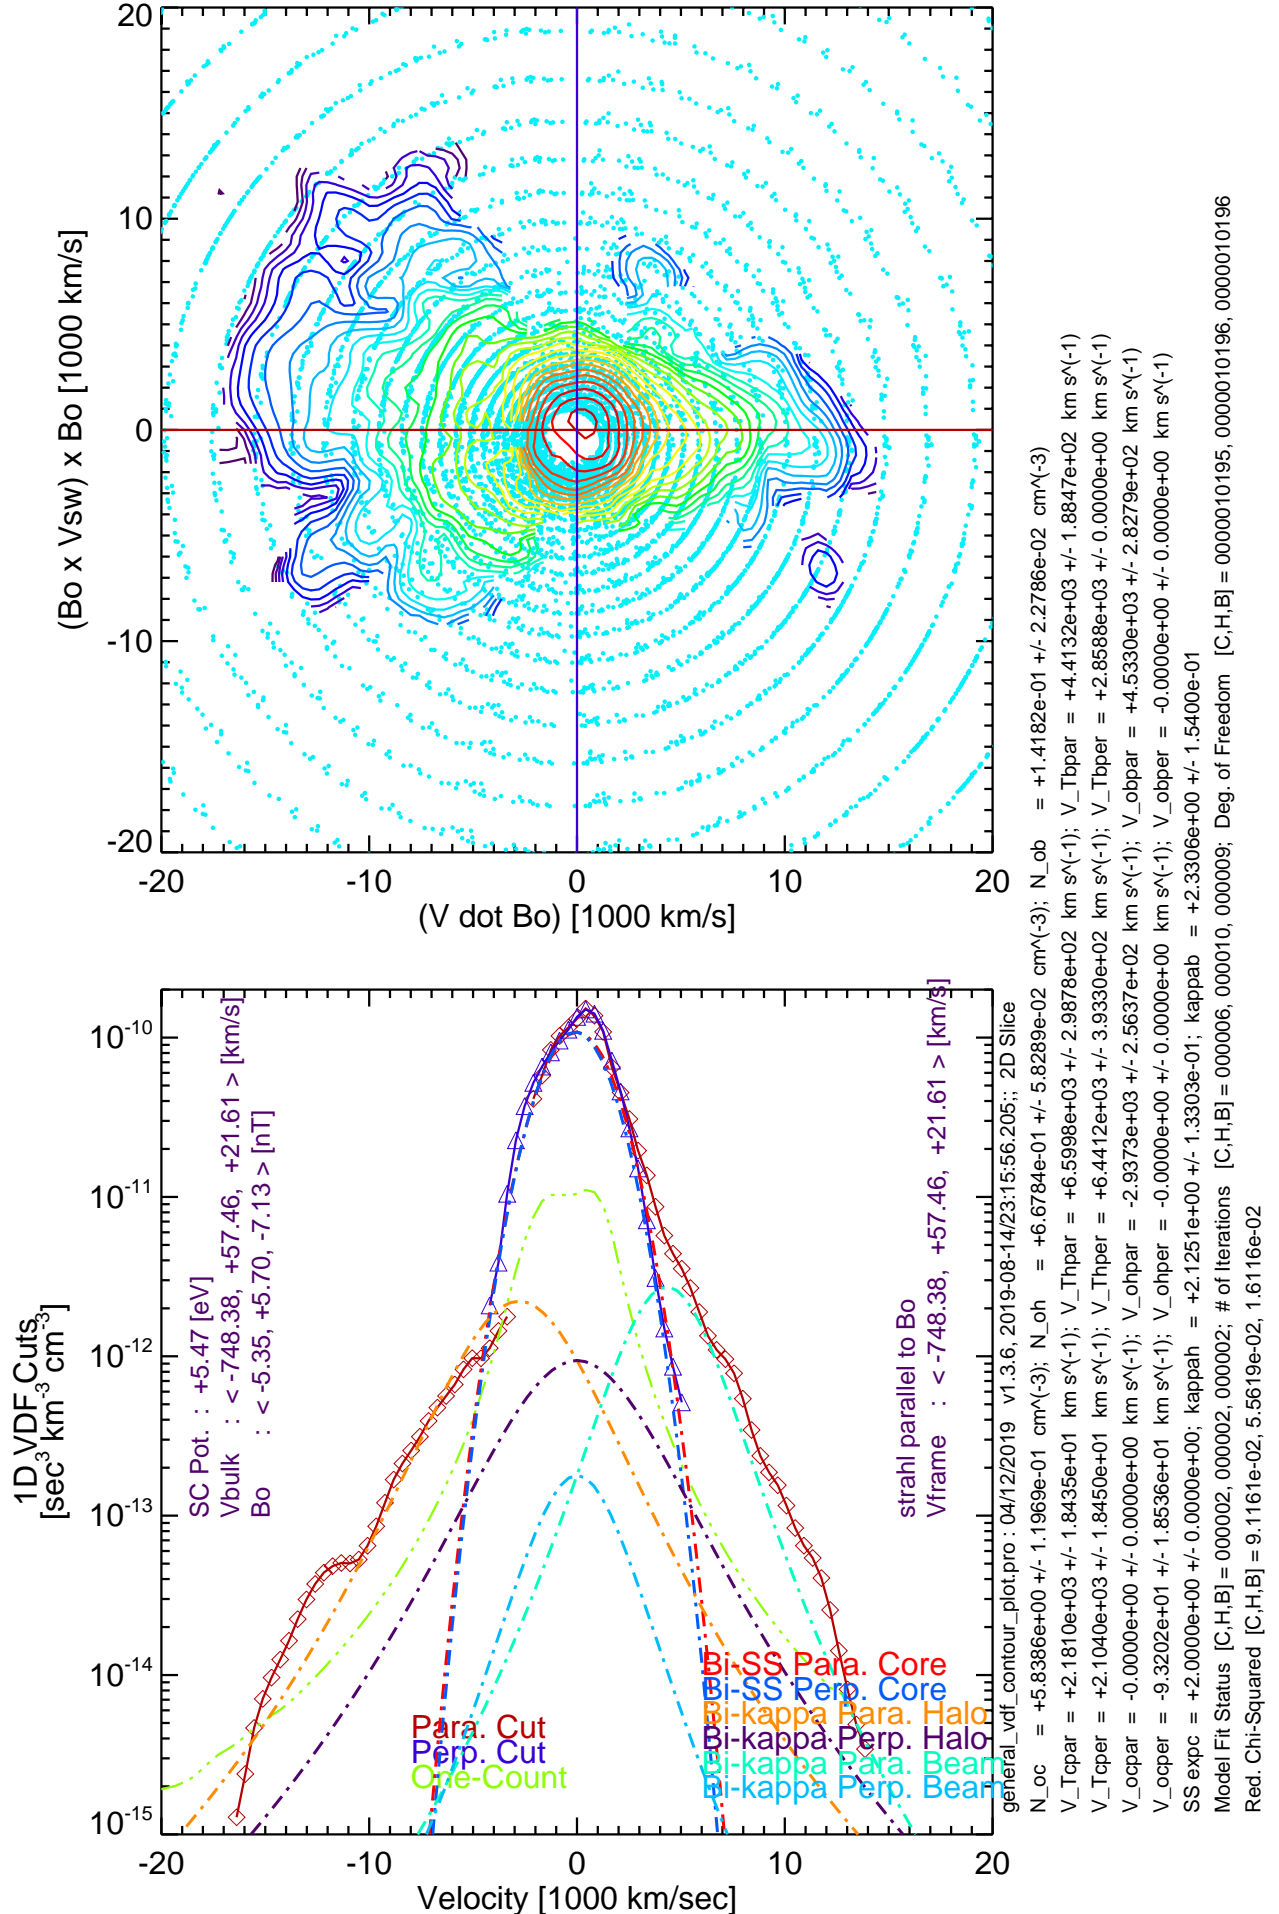 20
10
0
-10
-20
-20
-10
0
10
20
(Bo x Vsw) x Bo [1000 km/s]
(V dot Bo) [1000 km/s]
10^-10
10^-11
10^-12
10^-13
10^-14
10^-15
-20
-10
0
10
20
1D VDF Cuts
[sec^3 km^-3 cm^-3]
Velocity [1000 km/sec]
SC Pot. : +5.47 [eV]
Vbulk : < -748.38, +57.46, +21.61 > [km/s]
Bo : < -5.35, +5.70, -7.13 > [nT]
strahl parallel to Bo
Vframe : < -748.38, +57.46, +21.61 > [km/s]
Para. Cut
Perp. Cut
One-Count
Bi-SS Para. Core
Bi-SS Perp. Core
Bi-kappa Para. Halo
Bi-kappa Perp. Halo
Bi-kappa Para. Beam
Bi-kappa Perp. Beam
general_vdf_contour_plot.pro : 04/12/2019 v1.3.6, 2019-08-14/23:15:56.205;; 2D Slice
N_oc = +5.8386e+00 +/- 1.1969e-01 cm^(-3); N_oh = +6.6784e-01 +/- 5.8289e-02 cm^(-3); N_ob = +1.4182e-01 +/- 2.2786e-02 cm^(-3)
V_Tcpar = +2.1810e+03 +/- 1.8435e+01 km s^(-1); V_Thpar = +6.5998e+03 +/- 2.9878e+02 km s^(-1); V_Tbpar = +4.4132e+03 +/- 1.8847e+02 km s^(-1)
V_Tcper = +2.1040e+03 +/- 1.8450e+01 km s^(-1); V_Thper = +6.4412e+03 +/- 3.9330e+02 km s^(-1); V_Tbper = +2.8588e+03 +/- 0.0000e+00 km s^(-1)
V_ocpar = -0.0000e+00 +/- 0.0000e+00 km s^(-1); V_ohpar = -2.9373e+03 +/- 2.5637e+02 km s^(-1); V_obpar = +4.5330e+03 +/- 2.8279e+02 km s^(-1)
V_ocper = -9.3202e+01 +/- 1.8536e+01 km s^(-1); V_ohper = -0.0000e+00 +/- 0.0000e+00 km s^(-1); V_obper = -0.0000e+00 +/- 0.0000e+00 km s^(-1)
SS expc = +2.0000e+00 +/- 0.0000e+00; kappah = +2.1251e+00 +/- 1.3303e-01; kappab = +2.3306e+00 +/- 1.5400e-01
Model Fit Status [C,H,B] = 000002, 000002, 000002; # of Iterations [C,H,B] = 000006, 000010, 000009; Deg. of Freedom [C,H,B] = 0000010195, 0000010196, 0000010196
Red. Chi-Squared [C,H,B] = 9.1161e-02, 5.5619e-02, 1.6116e-02